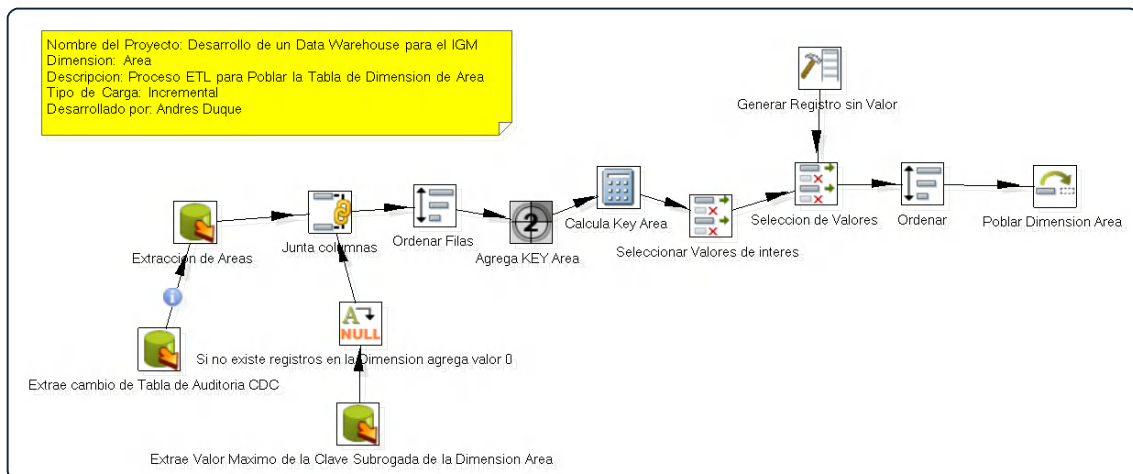 Nombre del Proyecto: Desarrollo de un Data Warehouse para el IGM
Dimension: Area
Descripcion: Proceso ETL para Poblar la Tabla de Dimension de Area
Tipo de Carga: Incremental
Desarrollado por: Andres Duque
Generar Registro sin Valor
Extraccion de Areas
Junta columnas
Ordenar Filas
2
Agrega KEY Area
Calcula Key Area
Seleccionar Valores de interes
Seleccion de Valores
Ordenar
Poblar Dimension Area
i
A
NULL
Si no existe registros en la Dimension agrega valor 0
Extrae cambio de Tabla de Auditoria CDC
Extrae Valor Maximo de la Clave Subrogada de la Dimension Area